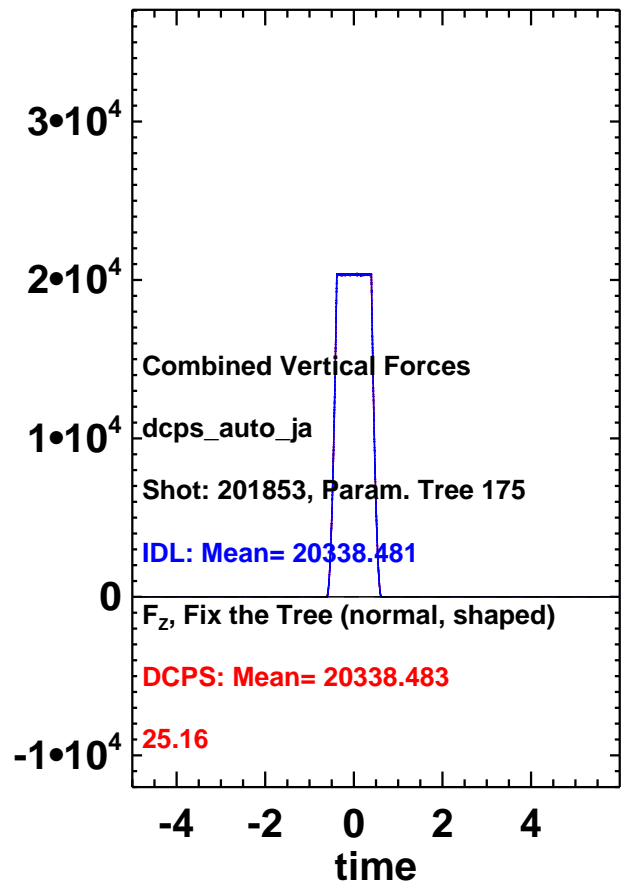 3•10⁴
2•10⁴
Combined Vertical Forces
1•10⁴
dcps_auto_ja
Shot: 201853, Param. Tree 175
IDL: Mean= 20338.481
0
F_Z, Fix the Tree (normal, shaped)
DCPS: Mean= 20338.483
25.16
-1•10⁴
-4 -2 0 2 4
time